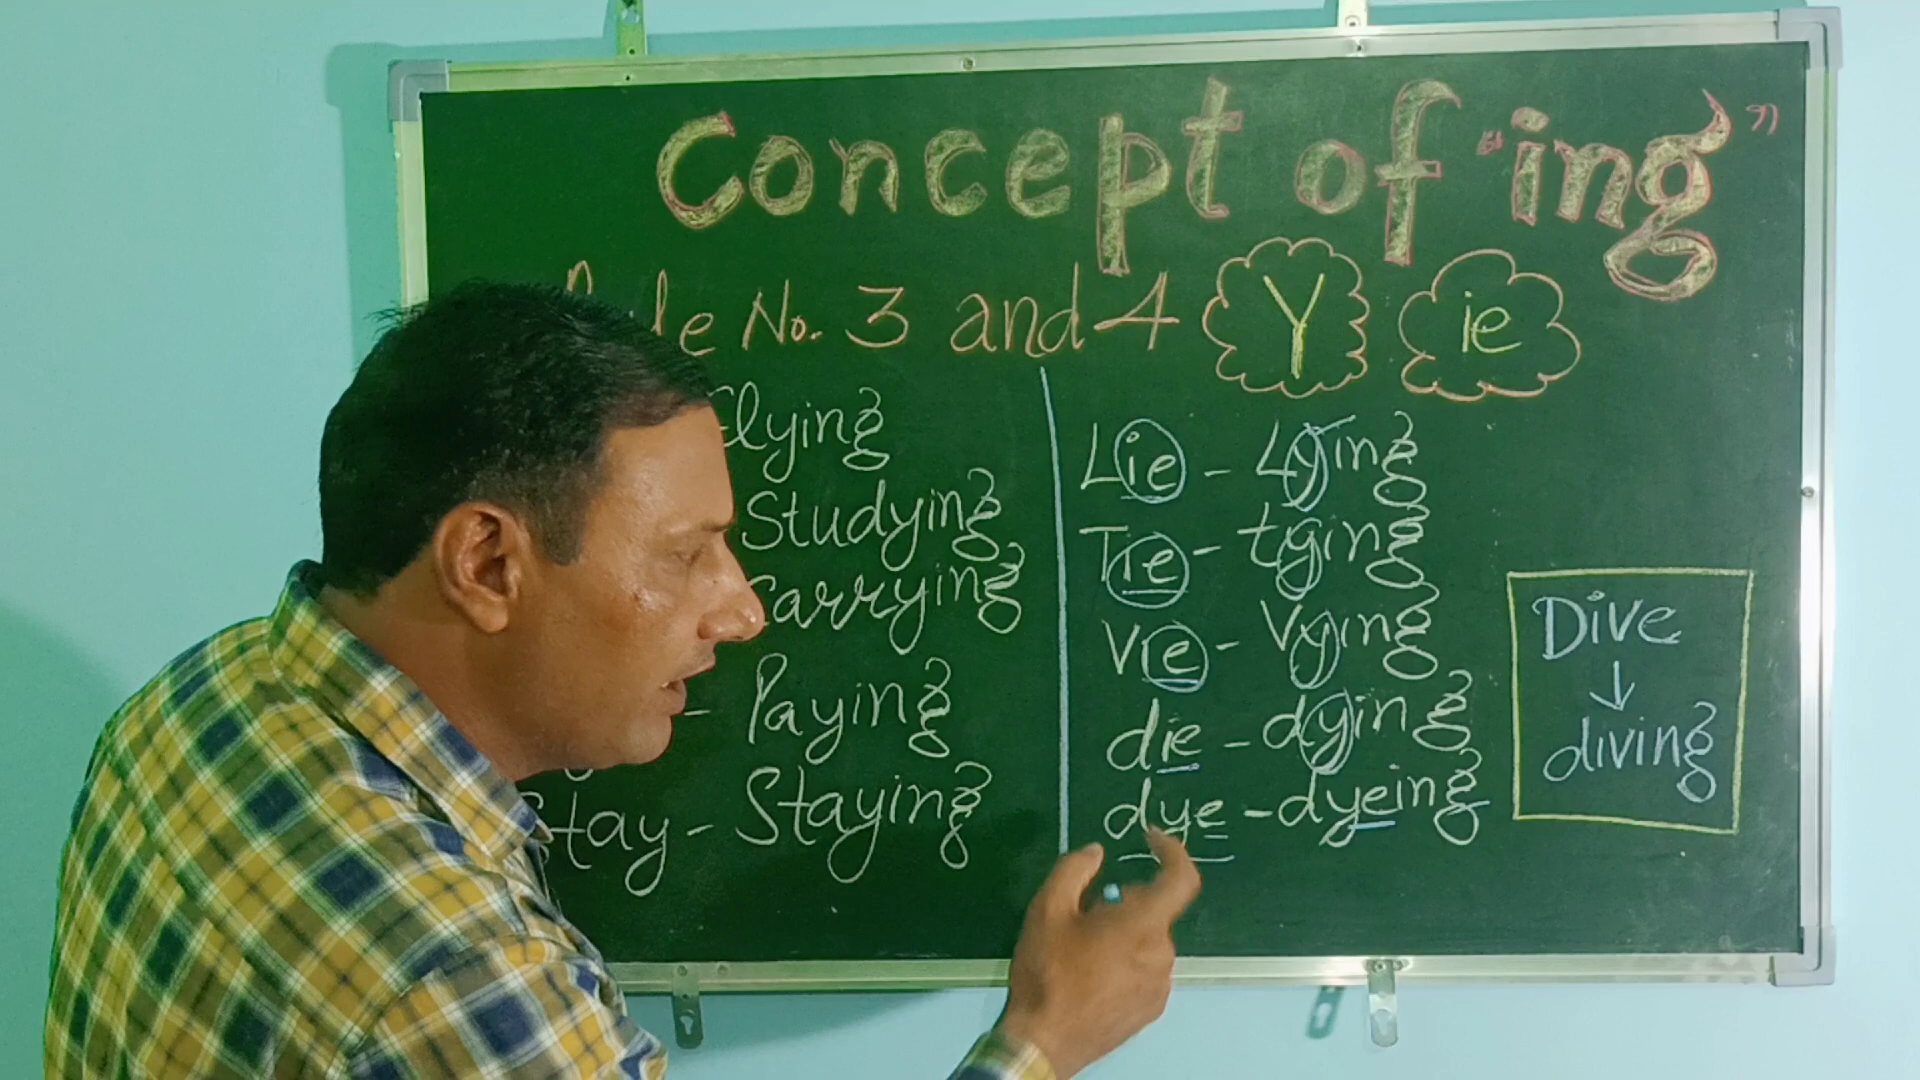 Concept of "ing"
Rule No. 3 and 4 Y ie
Flying
Studying
Carrying
- Paying
Stay - Staying
Lie - Lying
Tie - tying
Vie - Vying
die - dying
dye - dyeing
Dive
↓
diving